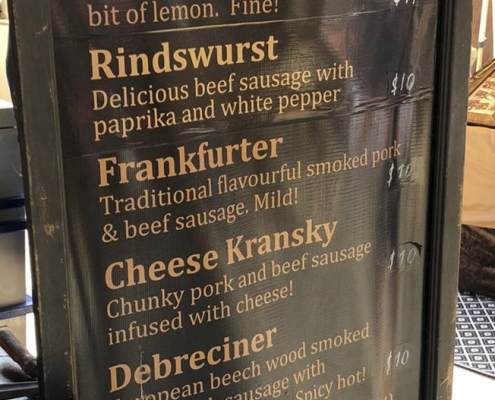 bit of lemon. Fine!
Rindswurst
Delicious beef sausage with
paprika and white pepper $10
Frankfurter
Traditional flavourful smoked pork
& beef sausage. Mild! $10
Cheese Kransky
Chunky pork and beef sausage $10
infused with cheese!
Debreciner
European beech wood smoked $10
sausage with
Spicy hot!